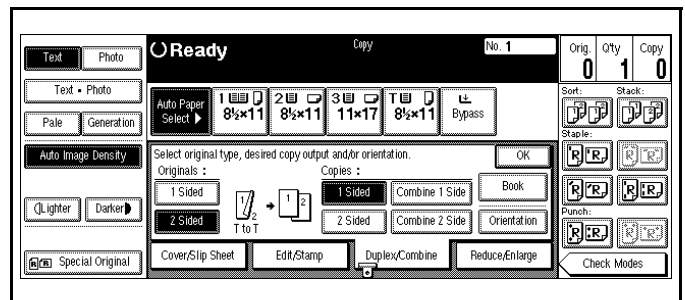 Text Photo
Text • Photo
Pale Generation
Auto Image Density
Lighter Darker
Special Original
Ready
Copy
No. 1
Orig. Q'ty Copy
0 1 0
Auto Paper Select ▶
1 8½×11
2 8½×11
3 11×17
T 8½×11
Bypass
Select original type, desired copy output and/or orientation.
OK
Originals :
Copies :
1 Sided
2 Sided
1
2
T to T
1 2
1 Sided
Combine 1 Side
Book
2 Sided
Combine 2 Side
Orientation
Cover/Slip Sheet
Edit/Stamp
Duplex/Combine
Reduce/Enlarge
Sort: Stack:
Staple:
Punch:
Check Modes